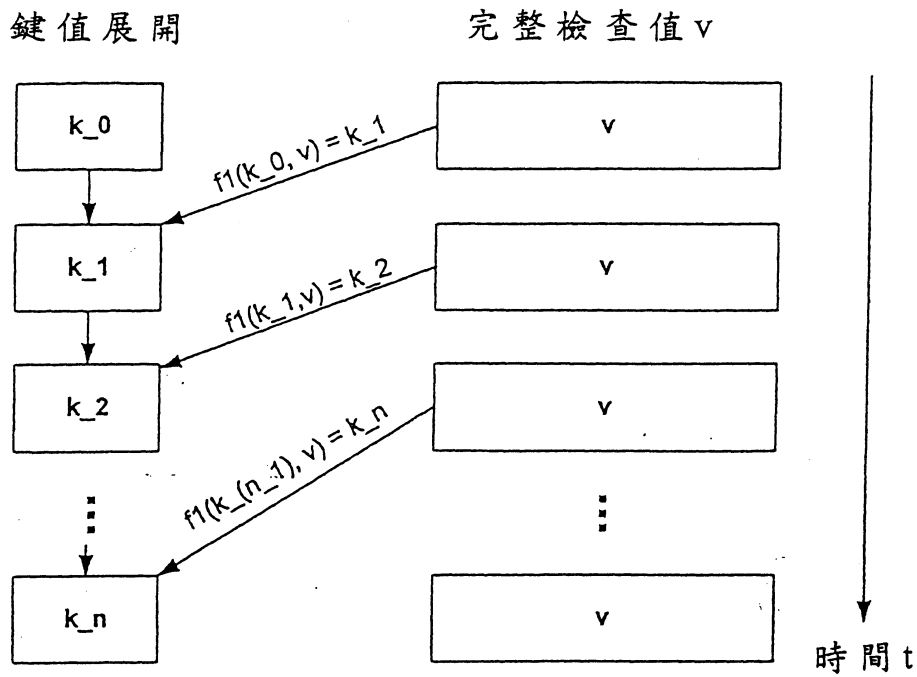 鍵值展開
完整檢查值v
k_0
v
f1(k_0, v) = k_1
k_1
v
f1(k_1,v) = k_2
k_2
v
f1(k_(n_1), v) = k_n
k_n
v
時間t